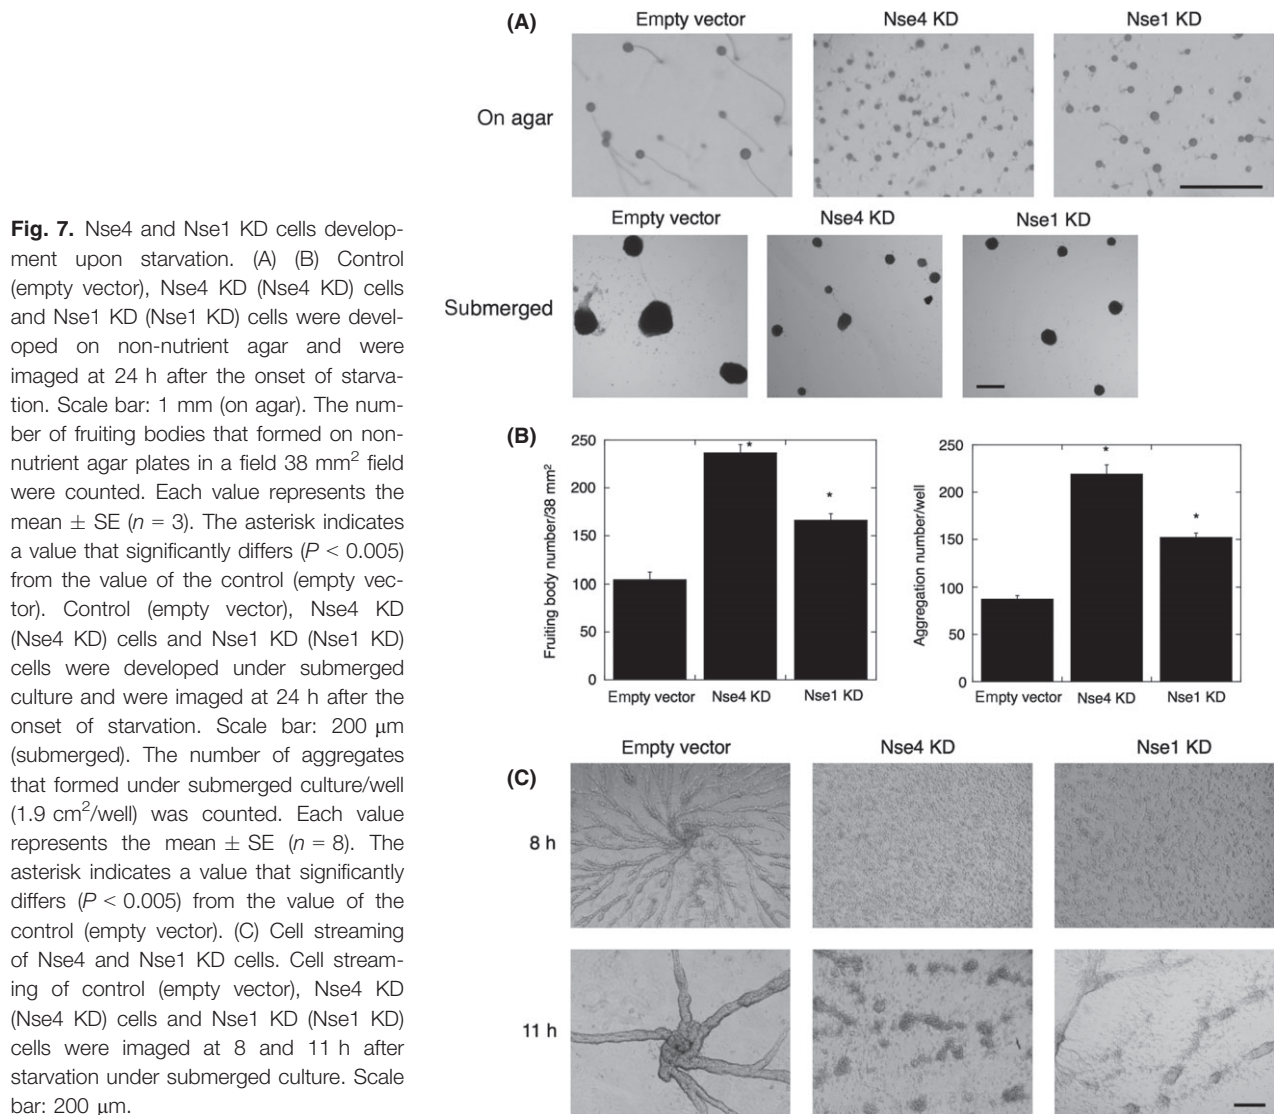 Fig. 7. Nse4 and Nse1 KD cells develop-
ment upon starvation. (A) (B) Control
(empty vector), Nse4 KD (Nse4 KD) cells
and Nse1 KD (Nse1 KD) cells were devel-
oped on non-nutrient agar and were
imaged at 24 h after the onset of starva-
tion. Scale bar: 1 mm (on agar). The num-
ber of fruiting bodies that formed on non-
nutrient agar plates in a field 38 mm² field
were counted. Each value represents the
mean ± SE (n = 3). The asterisk indicates
a value that significantly differs (P < 0.005)
from the value of the control (empty vec-
tor). Control (empty vector), Nse4 KD
(Nse4 KD) cells and Nse1 KD (Nse1 KD)
cells were developed under submerged
culture and were imaged at 24 h after the
onset of starvation. Scale bar: 200 μm
(submerged). The number of aggregates
that formed under submerged culture/well
(1.9 cm²/well) was counted. Each value
represents the mean ± SE (n = 8). The
asterisk indicates a value that significantly
differs (P < 0.005) from the value of the
control (empty vector). (C) Cell streaming
of Nse4 and Nse1 KD cells. Cell stream-
ing of control (empty vector), Nse4 KD
(Nse4 KD) cells and Nse1 KD (Nse1 KD)
cells were imaged at 8 and 11 h after
starvation under submerged culture. Scale
bar: 200 μm.
(A)
Empty vector
Nse4 KD
Nse1 KD
On agar
Empty vector
Nse4 KD
Nse1 KD
Submerged
(B)
Fruiting body number/38 mm²
250
200
150
100
50
0
*
*
Empty vector
Nse4 KD
Nse1 KD
Aggregation number/well
250
200
150
100
50
0
*
*
Empty vector
Nse4 KD
Nse1 KD
(C)
Empty vector
Nse4 KD
Nse1 KD
8 h
11 h